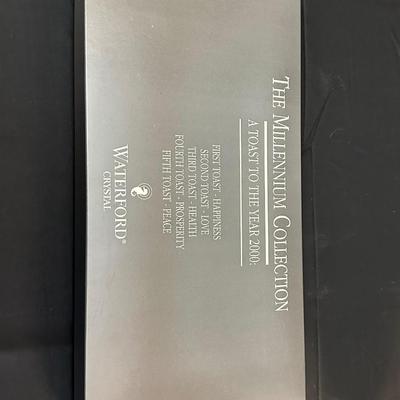 THE MILLENNIUM COLLECTION
A TOAST TO THE YEAR 2000:
FIRST TOAST - HAPPINESS
SECOND TOAST - LOVE
THIRD TOAST - HEALTH
FOURTH TOAST - PROSPERITY
FIFTH TOAST - PEACE
WATERFORD®
CRYSTAL